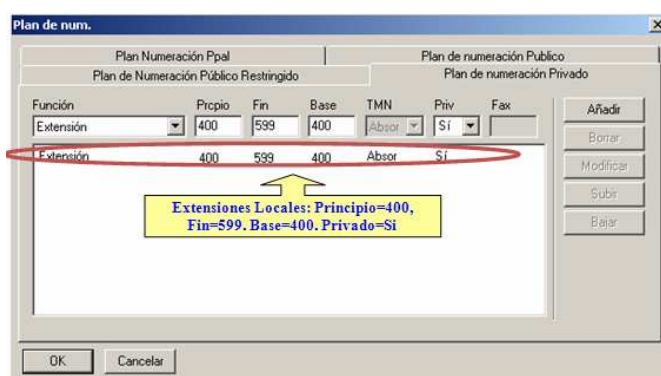 Plan de num.
Plan Numeración Ppal
Plan de numeración Publico
Plan de Numeración Público Restringido
Plan de numeración Privado
Función Prcpio Fin Base TMN Priv Fax
Extensión 400 599 400 Absor Sí
Añadir
Borrar
Extensión 400 599 400 Absor Sí
Modificar
Extensiones Locales: Principio=400,
Fin=599. Base=400. Privado=Si
Subir
Bajar
OK Cancelar